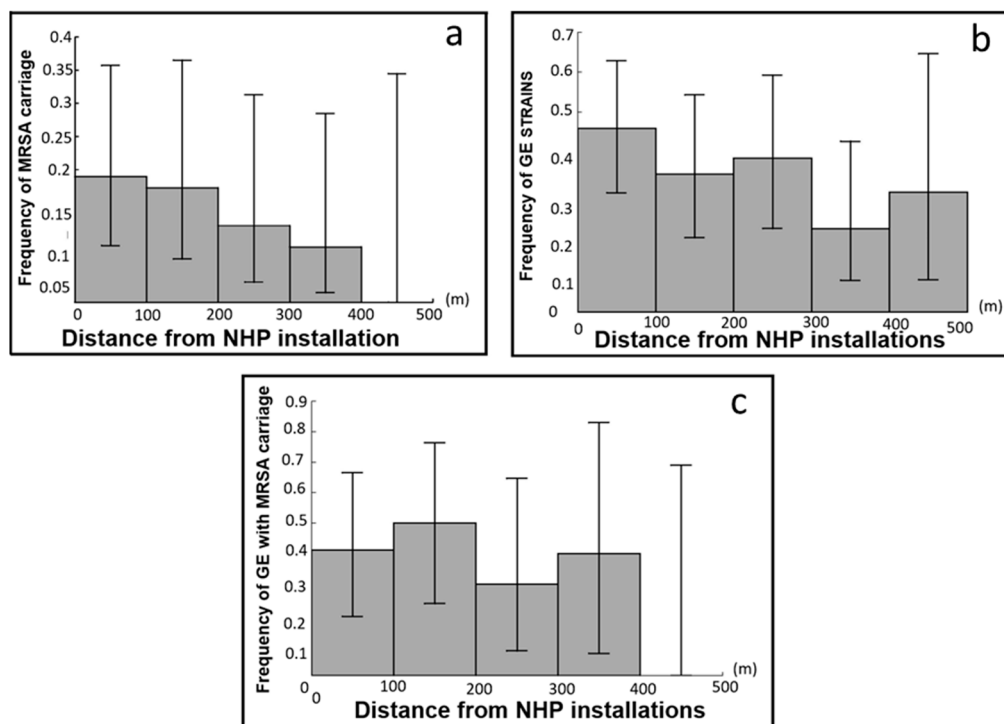 a
0.4
0.35
0.3
0.2
0.15
0.1
0.05
Frequency of MRSA carriage
0 100 200 300 400 500 (m)
Distance from NHP installation
b
0.7
0.6
0.5
0.4
0.3
0.2
0.1
0
Frequency of GE STRAINS
0 100 200 300 400 500 (m)
Distance from NHP installations
c
0.9
0.8
0.7
0.6
0.5
0.4
0.3
0.2
0.1
0
Frequency of GE with MRSA carriage
0 100 200 300 400 500 (m)
Distance from NHP installations